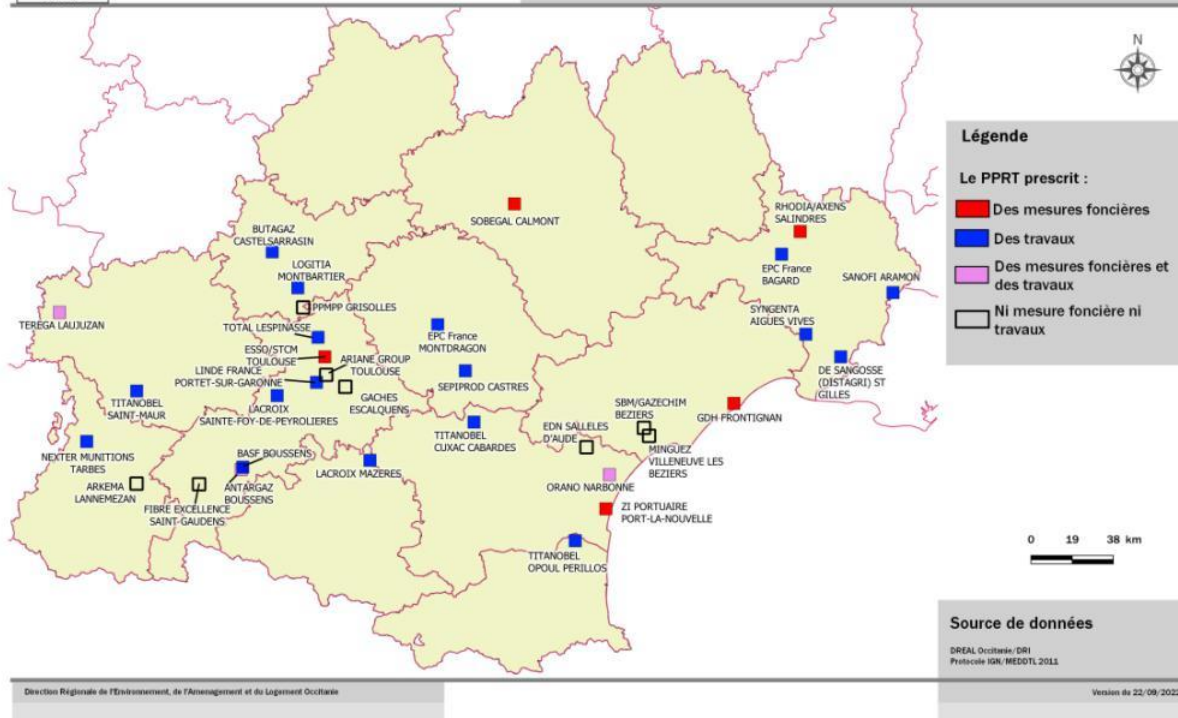 N
Légende
Le PPRT prescrit :
Des mesures foncières
Des travaux
Des mesures foncières et
des travaux
Ni mesure foncière ni
travaux
SOBEGAL CALMONT
RHODIA/AXENS
SALINDRES
EPC France
BAGARD
SANOFI ARAMON
SYNGENTA
AIGUES VIVES
DE SANGOSSE
(DISTAGRI) ST
GILLES
BUTAGAZ
CASTELSARRASIN
LOGITIA
MONTBARTIER
PPMPP GRISOLLES
TEREGA LAUJUZAN
TOTAL LESPINASSE
ESSO/STCM
TOULOUSE
ARIANE GROUP
TOULOUSE
LINDE FRANCE
PORTET-SUR-GARONNE
GACHES
ESCALQUENS
LACROIX
SAINTE-FOY-DE-PEYROLIERES
EPC France
MONTDRAGON
SEPIPROD CASTRES
TITANOBEL
SAINT-MAUR
NEXTER MUNITIONS
TARBES
ARKEMA
LANNEMEZAN
BASF BOUSSENS
ANTARGAZ
BOUSSENS
FIBRE EXCELLENCE
SAINT-GAUDENS
LACROIX MAZERES
TITANOBEL
CUXAC CABARDES
EDN SALLELES
D'AUDE
SBM/GAZECHIM
BEZIERS
MINGUEZ
VILLENEUVE LES
BEZIERS
GDH FRONTIGNAN
ORANO NARBONNE
ZI PORTUAIRE
PORT-LA-NOUVELLE
TITANOBEL
OPOUL PERILLOS
0 19 38 km
Source de données
DREAL Occitanie/DRI
Protocole IGN/MEDDTL 2011
Direction Régionale de l'Environnement, de l'Amenagement et du Logement Occitanie
Version du 22/09/2022